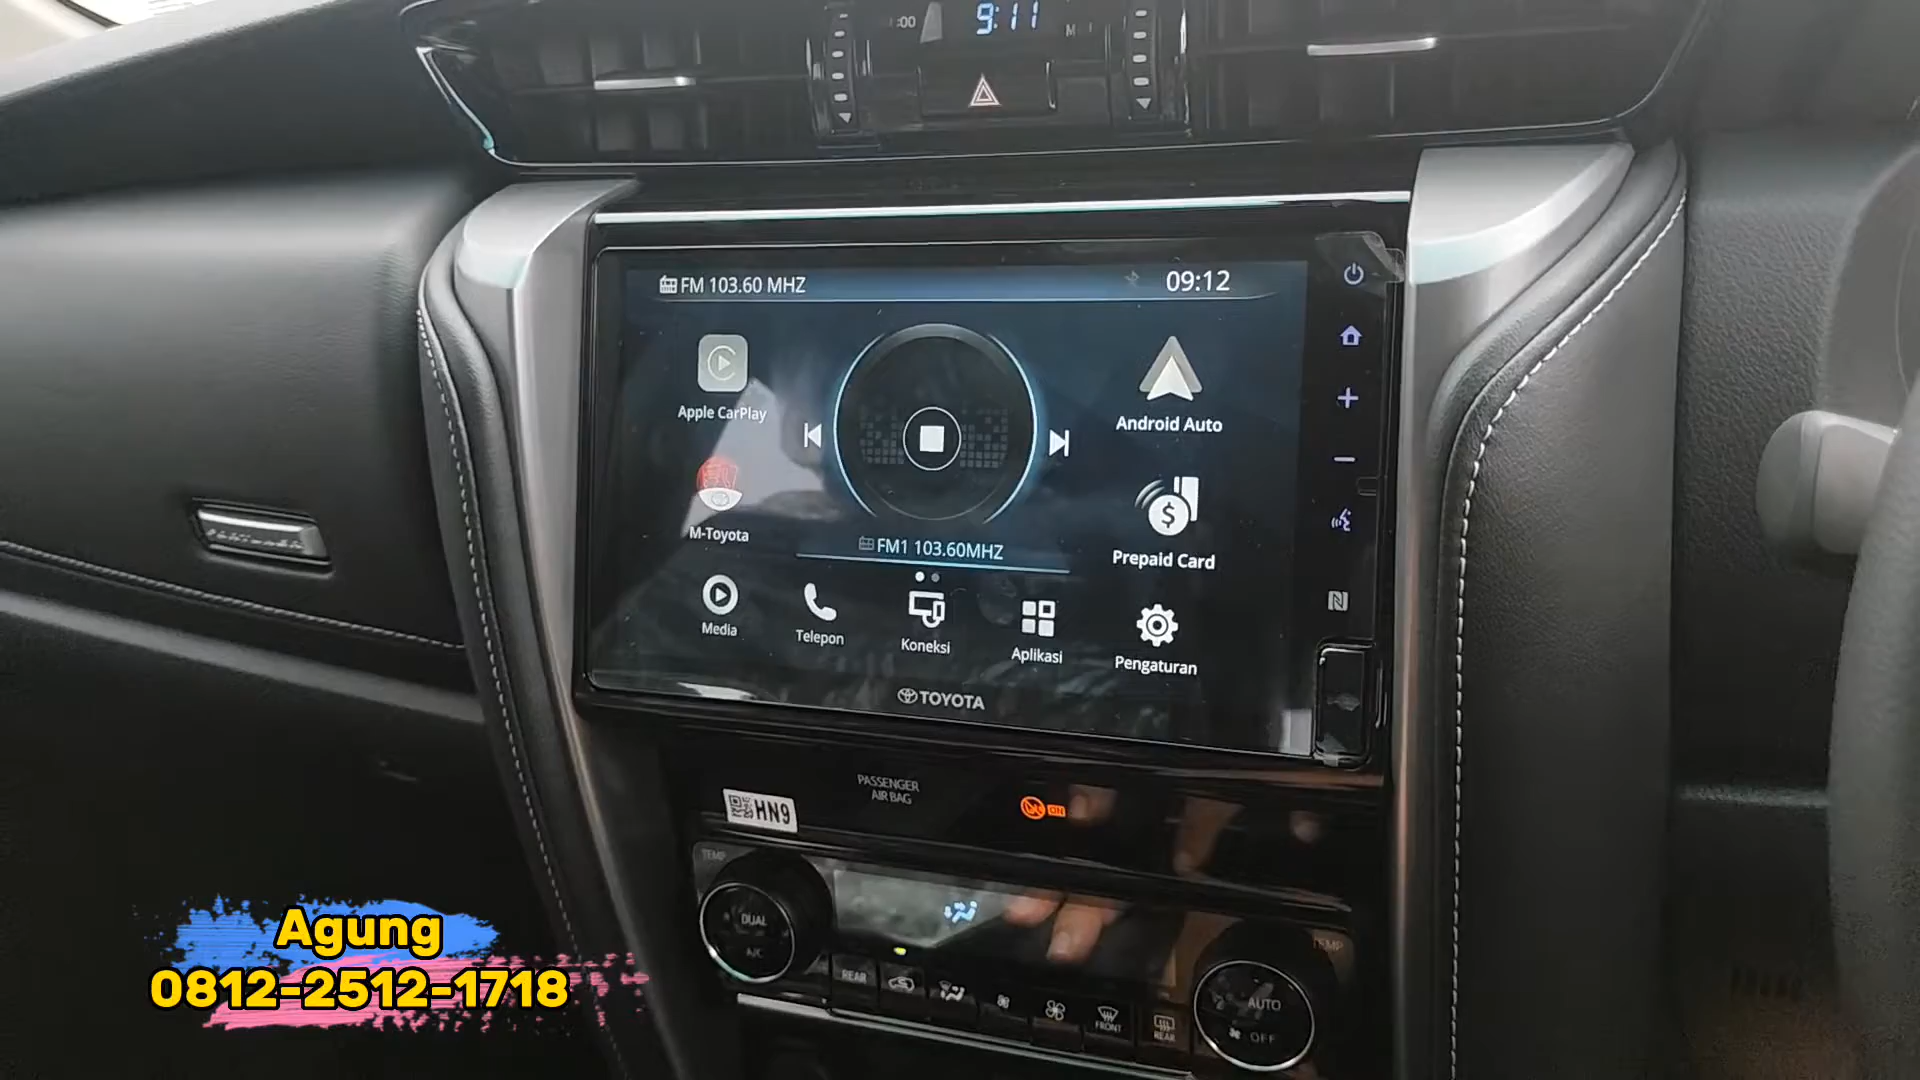 :00
9:11
M
FM 103.60 MHZ
09:12
Apple CarPlay
Android Auto
M-Toyota
Prepaid Card
FM1 103.60MHZ
Media
Telepon
Koneksi
Aplikasi
Pengaturan
TOYOTA
PASSENGER
AIR BAG
ON
HN9
TEMP
DUAL
A/C
REAR
FRONT
REAR
TEMP
AUTO
OFF
Agung
0812-2512-1718